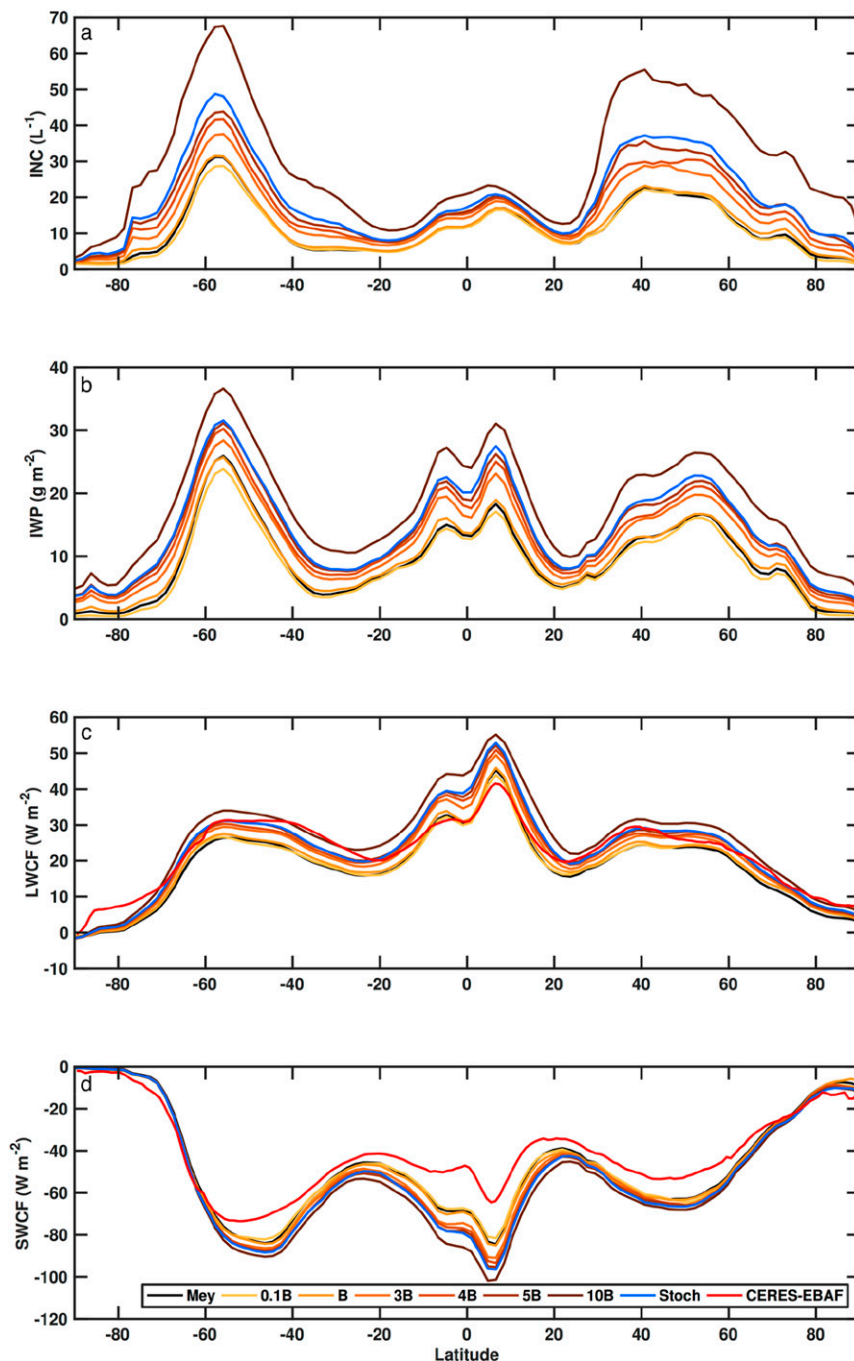 a
INC (L-1)
70
60
50
40
30
20
10
0
-80 -60 -40 -20 0 20 40 60 80
b
IWP (g m-2)
40
30
20
10
0
-80 -60 -40 -20 0 20 40 60 80
c
LWCF (W m-2)
60
50
40
30
20
10
0
-10
-80 -60 -40 -20 0 20 40 60 80
d
SWCF (W m-2)
0
-20
-40
-60
-80
-100
-120
Mey 0.1B B 3B 4B 5B 10B Stoch CERES-EBAF
-80 -60 -40 -20 0 20 40 60 80
Latitude